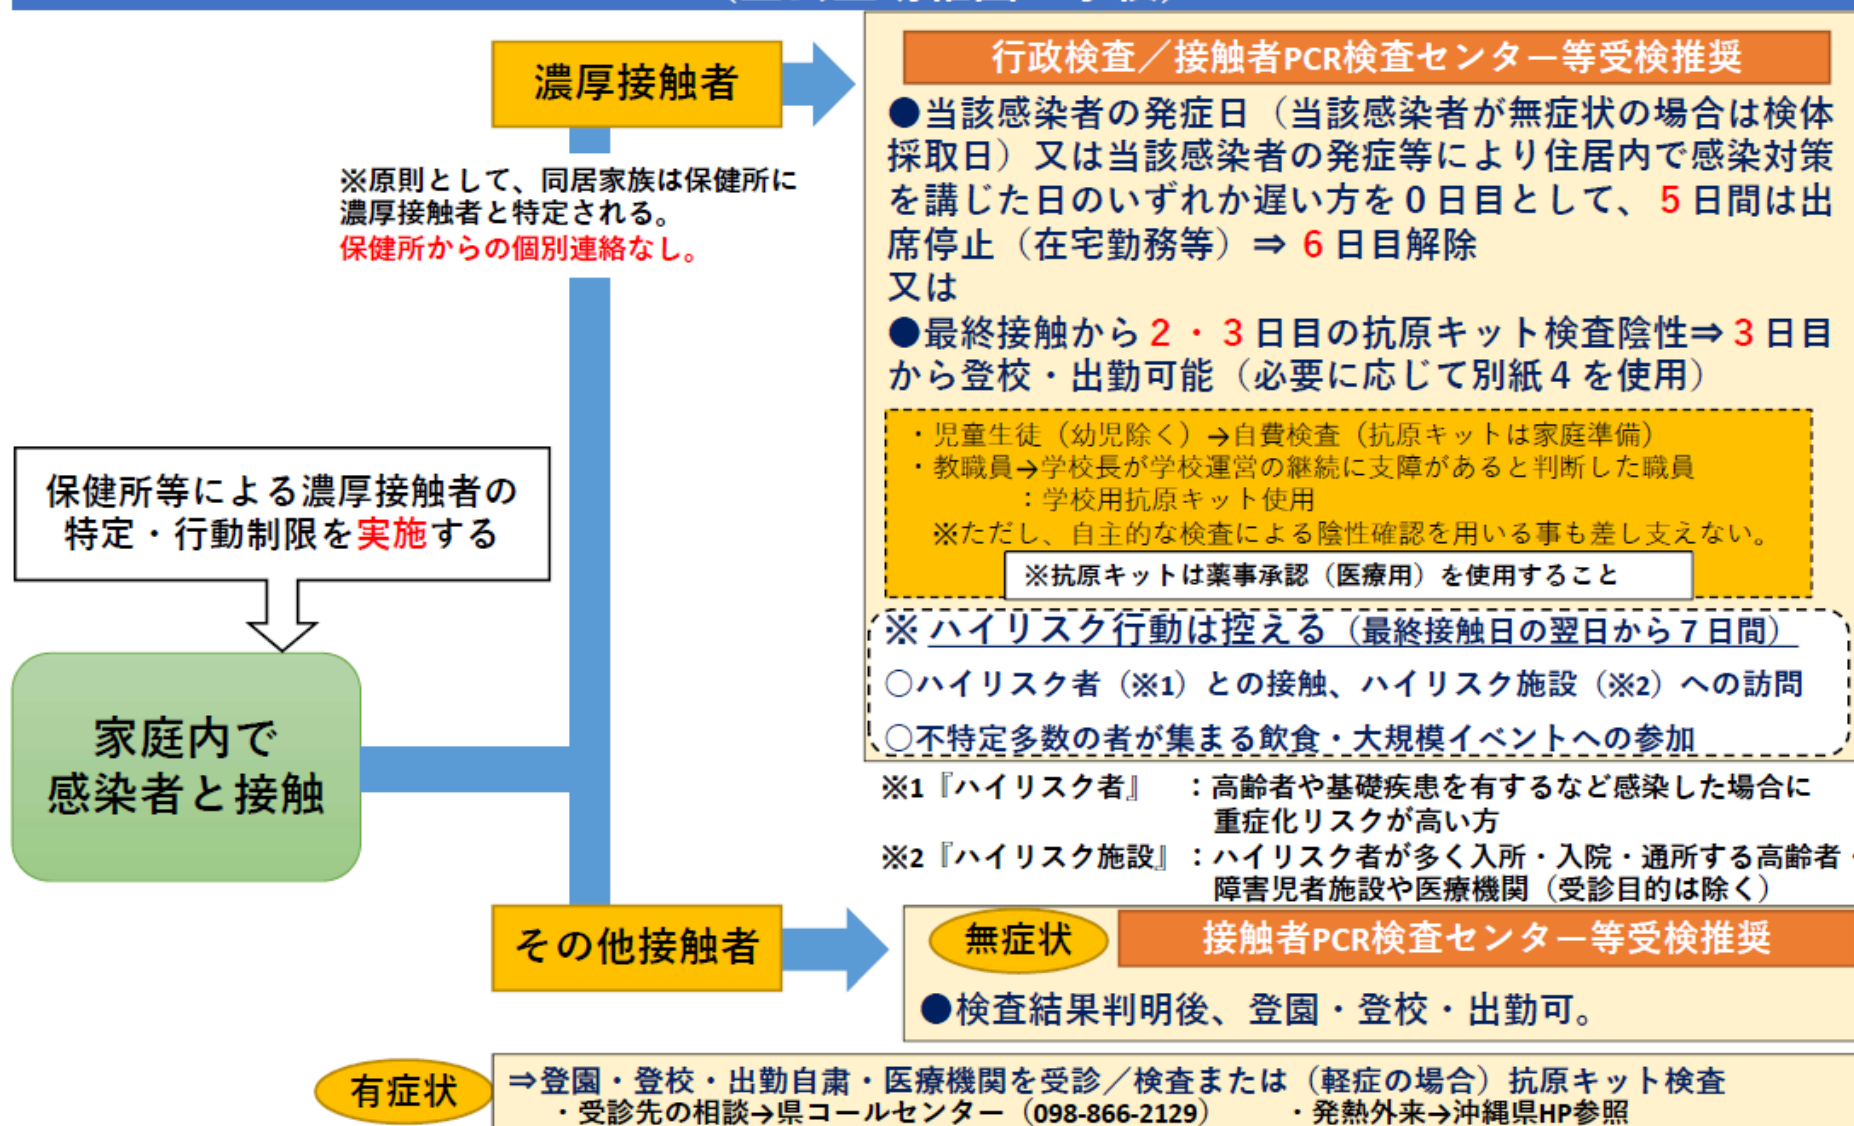 濃厚接触者
※原則として、同居家族は保健所に
濃厚接触者と特定される。
保健所からの個別連絡なし。
行政検査／接触者PCR検査センター等受検推奨
●当該感染者の発症日（当該感染者が無症状の場合は検体
採取日）又は当該感染者の発症等により住居内で感染対策
を講じた日のいずれか遅い方を０日目として、５日間は出
席停止（在宅勤務等）⇒ ６日目解除
又は
●最終接触から２・３日目の抗原キット検査陰性⇒３日目
から登校・出勤可能（必要に応じて別紙４を使用）
・児童生徒（幼児除く）→自費検査（抗原キットは家庭準備）
・教職員→学校長が学校運営の継続に支障があると判断した職員
：学校用抗原キット使用
※ただし、自主的な検査による陰性確認を用いる事も差し支えない。
※抗原キットは薬事承認（医療用）を使用すること
※ ハイリスク行動は控える（最終接触日の翌日から７日間）
○ハイリスク者（※1）との接触、ハイリスク施設（※2）への訪問
○不特定多数の者が集まる飲食・大規模イベントへの参加
※1『ハイリスク者』 ：高齢者や基礎疾患を有するなど感染した場合に
重症化リスクが高い方
※2『ハイリスク施設』：ハイリスク者が多く入所・入院・通所する高齢者・
障害児者施設や医療機関（受診目的は除く）
保健所等による濃厚接触者の
特定・行動制限を実施する
家庭内で
感染者と接触
その他接触者
無症状
接触者PCR検査センター等受検推奨
●検査結果判明後、登園・登校・出勤可。
有症状
⇒登園・登校・出勤自粛・医療機関を受診／検査または（軽症の場合）抗原キット検査
・受診先の相談→県コールセンター（098-866-2129） ・発熱外来→沖縄県HP参照